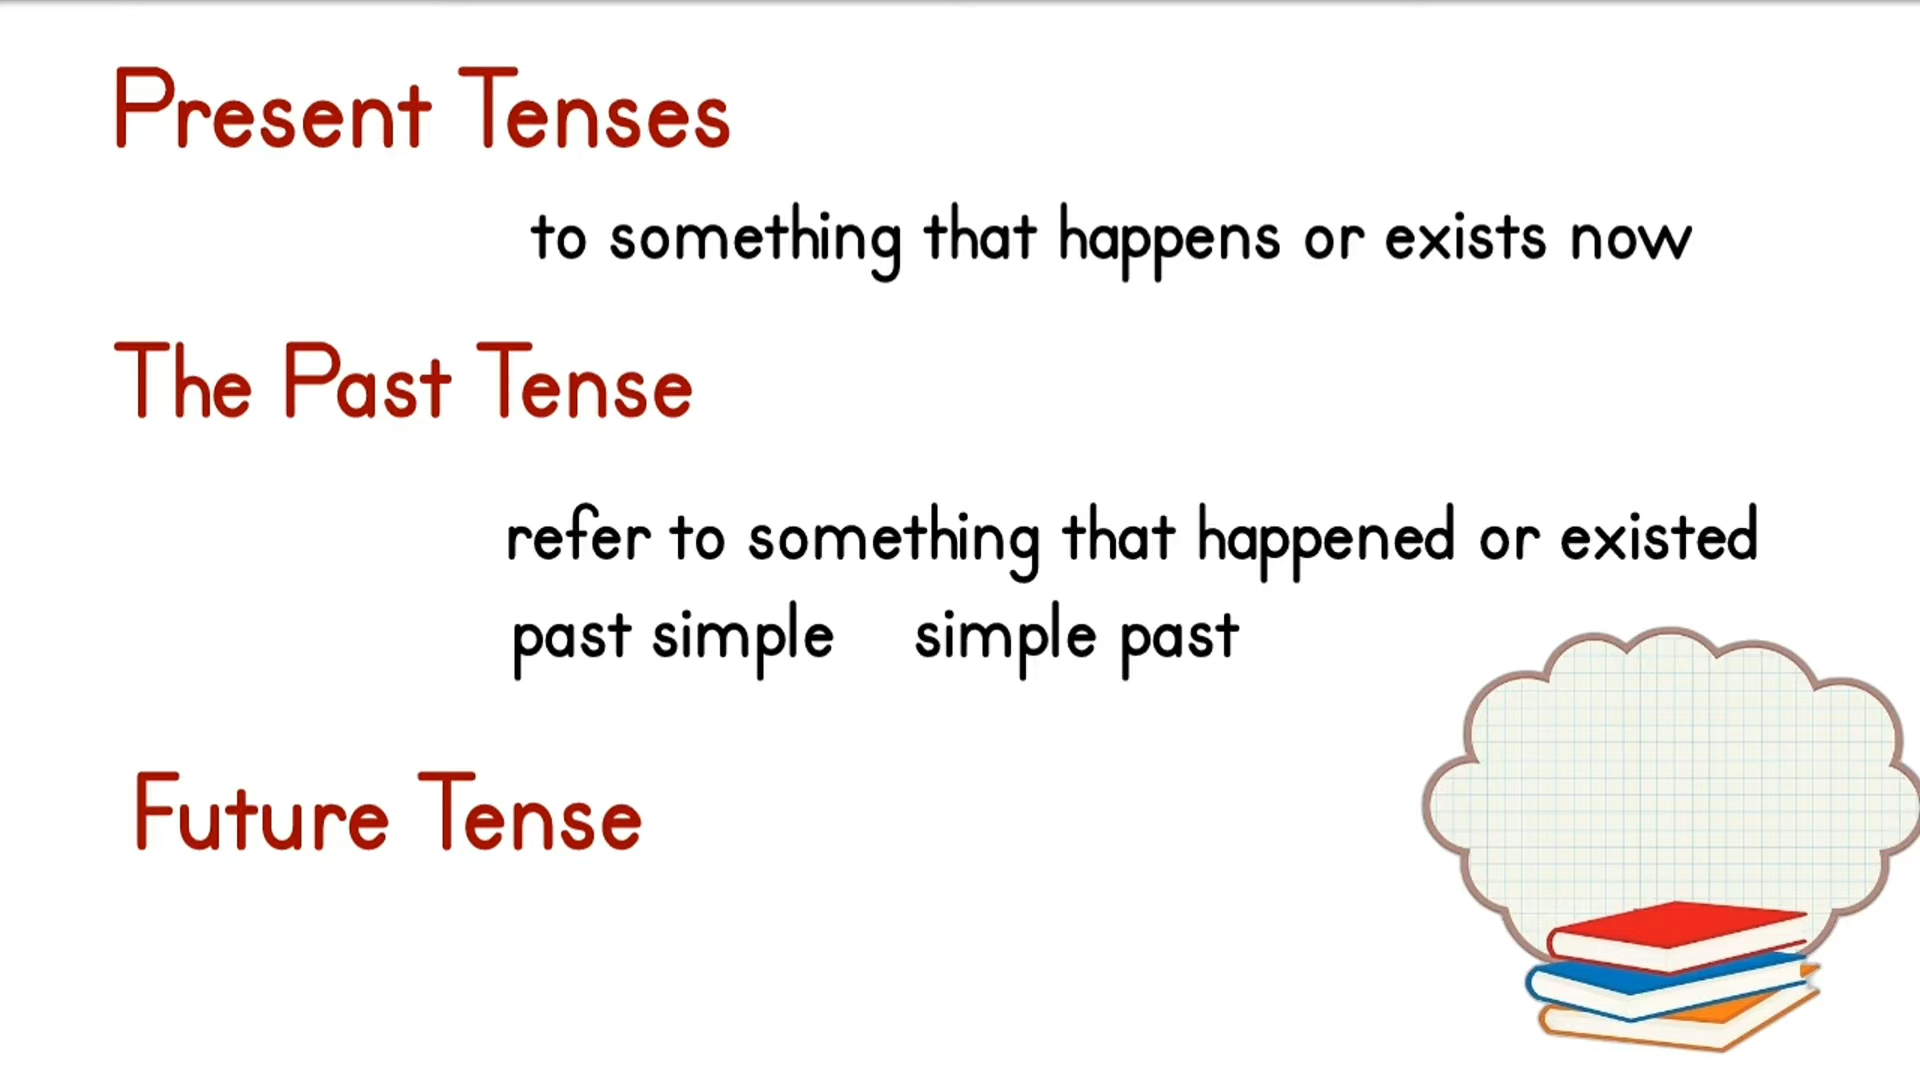 Present Tenses
to something that happens or exists now
The Past Tense
refer to something that happened or existed
past simple simple past
Future Tense